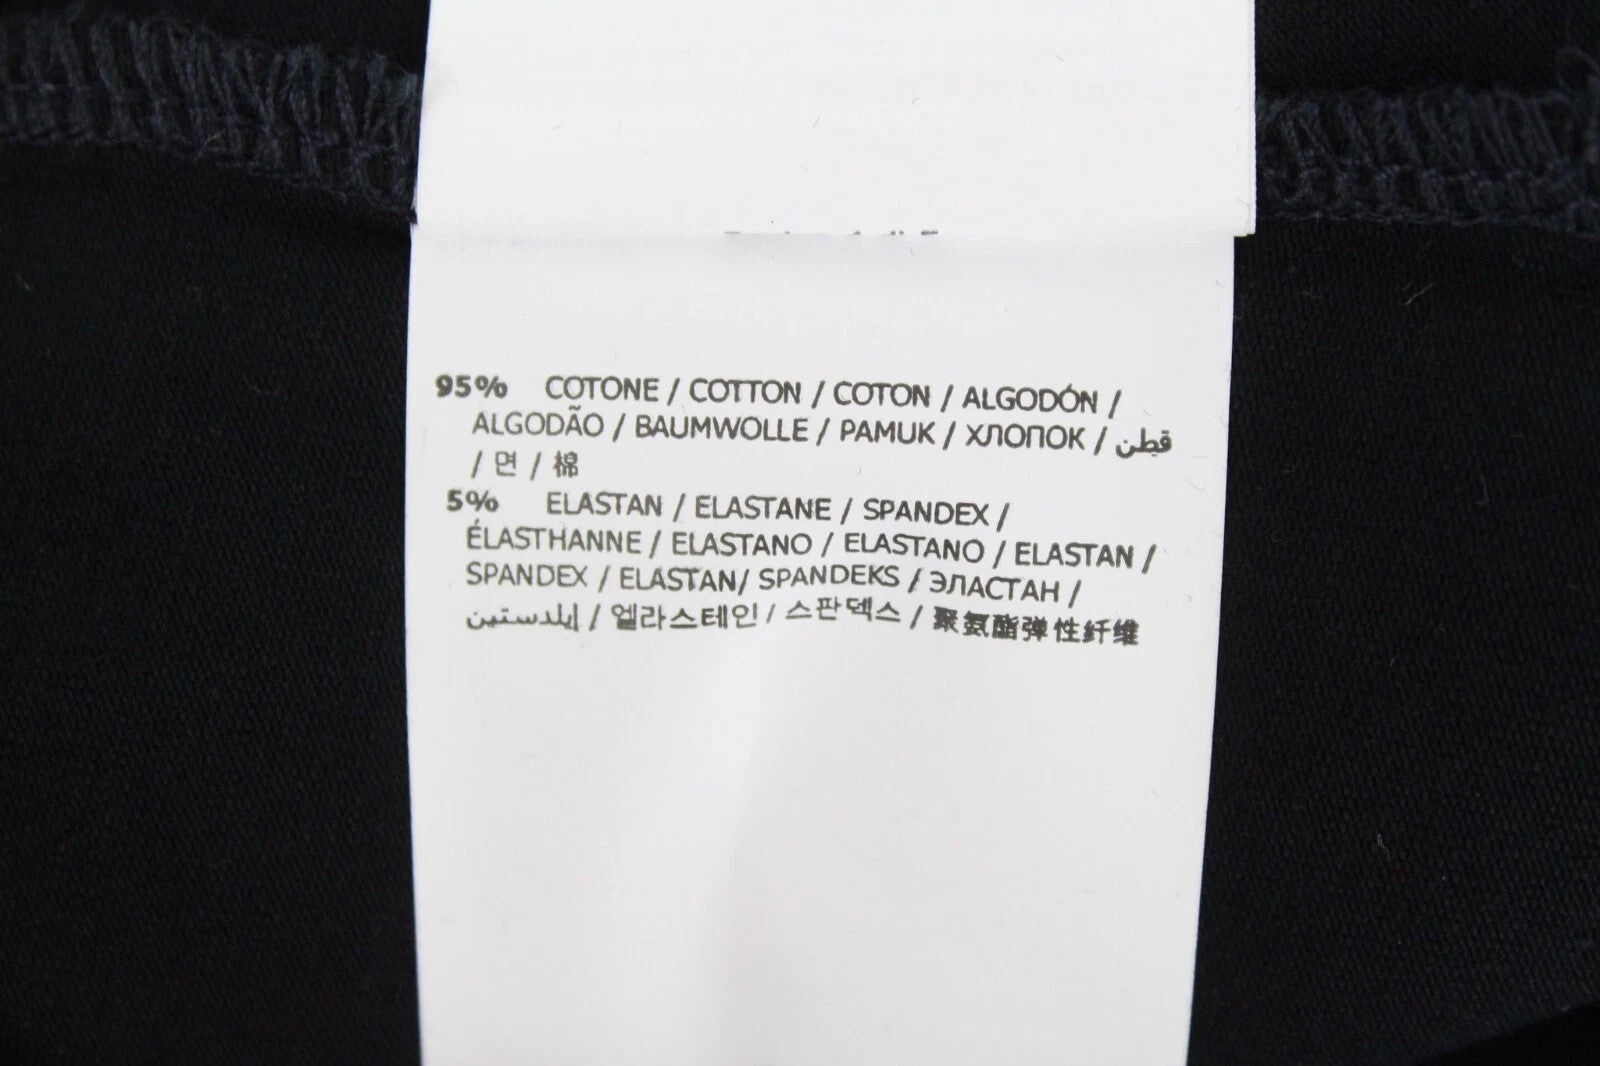 95% COTONE / COTTON / COTON / ALGODÓN /
ALGODÃO / BAUMWOLLE / PAMUK / ХЛОПОК / قطن
/ 면 / 棉
5% ELASTAN / ELASTANE / SPANDEX /
ÉLASTHANNE / ELASTANO / ELASTANO / ELASTAN /
SPANDEX / ELASTAN/ SPANDEKS / ЭЛАСТАН /
إيلاستين / 엘라스테인 / 스판덱스 / 聚氨酯弹性纤维